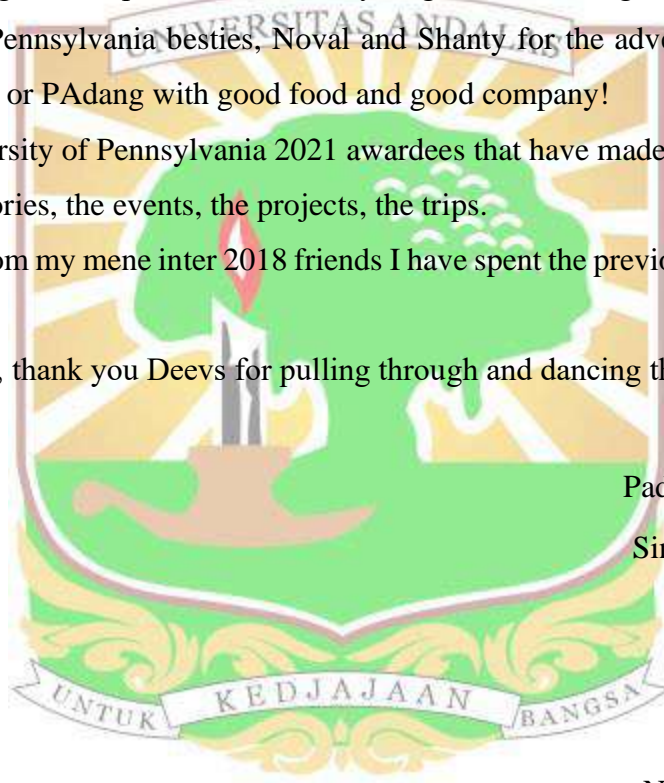 UNIVERSITAS ANDALAS
Pennsylvania besties, Noval and Shanty for the adve
or PAdang with good food and good company!
rsity of Pennsylvania 2021 awardees that have made
ories, the events, the projects, the trips.
om my mene inter 2018 friends I have spent the previo
, thank you Deevs for pulling through and dancing th
Pad
Sin
UNTUK KEDJAJAAN BANGSA